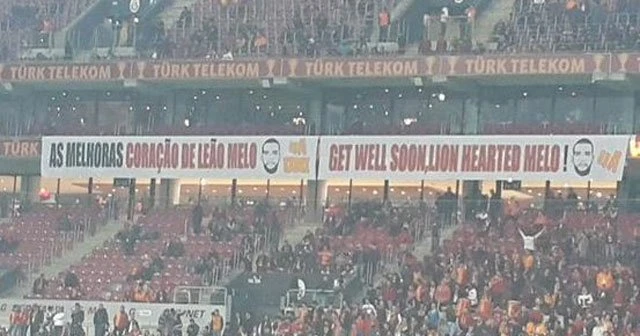 TÜRK TELEKOM TÜRK TELEKOM TÜRK TELEKOM TÜRK TELEKOM
TÜRK
AS MELHORAS CORAÇÃO DE LEÃO MELO
GET WELL SOON,LION HEARTED MELO !